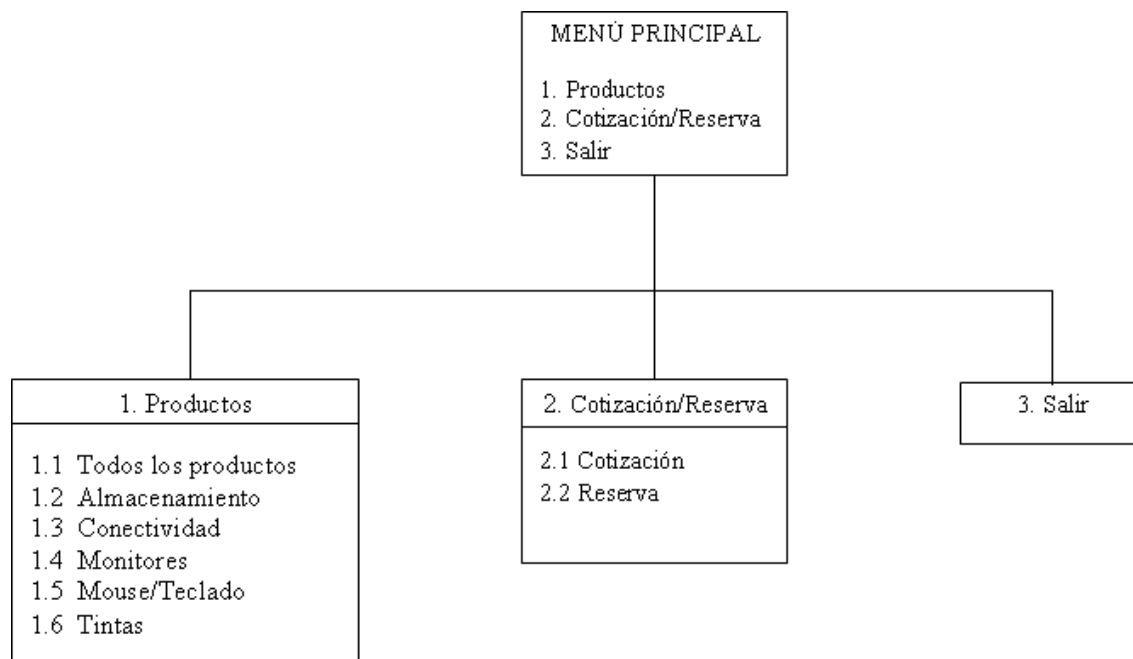 MENÚ PRINCIPAL
1. Productos
2. Cotización/Reserva
3. Salir
1. Productos
1.1 Todos los productos
1.2 Almacenamiento
1.3 Conectividad
1.4 Monitores
1.5 Mouse/Teclado
1.6 Tintas
2. Cotización/Reserva
2.1 Cotización
2.2 Reserva
3. Salir